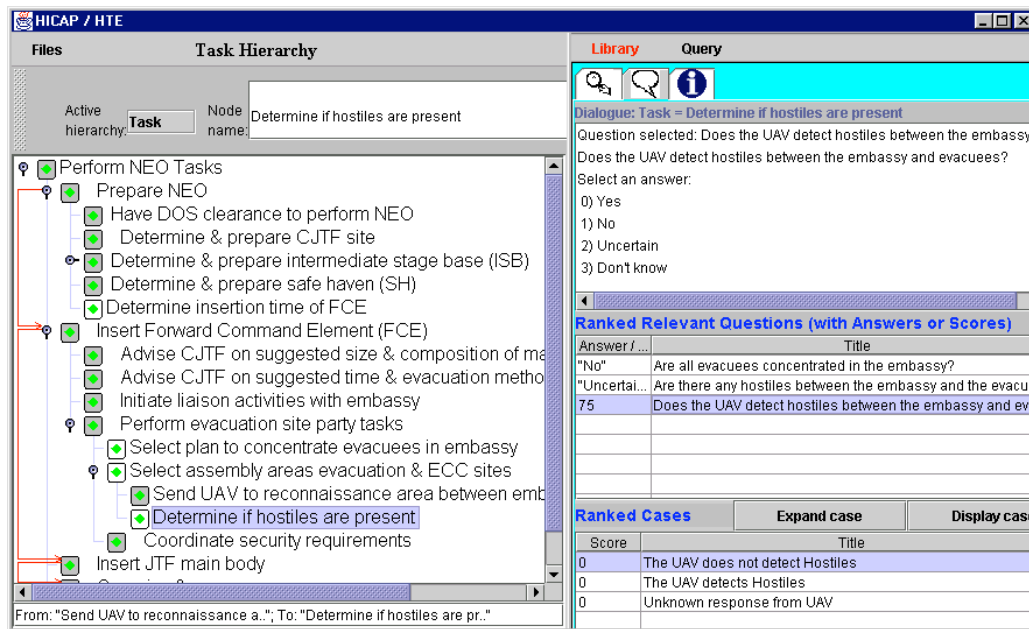 HICAP / HTE
Files
Task Hierarchy
Active hierarchy:
Task
Node name:
Determine if hostiles are present
Perform NEO Tasks
Prepare NEO
Have DOS clearance to perform NEO
Determine & prepare CJTF site
Determine & prepare intermediate stage base (ISB)
Determine & prepare safe haven (SH)
Determine insertion time of FCE
Insert Forward Command Element (FCE)
Advise CJTF on suggested size & composition of ma
Advise CJTF on suggested time & evacuation metho
Initiate liaison activities with embassy
Perform evacuation site party tasks
Select plan to concentrate evacuees in embassy
Select assembly areas evacuation & ECC sites
Send UAV to reconnaissance area between emb
Determine if hostiles are present
Coordinate security requirements
Insert JTF main body
From: "Send UAV to reconnaissance a.."; To: "Determine if hostiles are pr.."
Library
Query
Dialogue: Task = Determine if hostiles are present
Question selected: Does the UAV detect hostiles between the embassy
Does the UAV detect hostiles between the embassy and evacuees?
Select an answer:
0) Yes
1) No
2) Uncertain
3) Don't know
Ranked Relevant Questions (with Answers or Scores)
Answer / ... Title
"No" Are all evacuees concentrated in the embassy?
"Uncertai... Are there any hostiles between the embassy and the evacu
75 Does the UAV detect hostiles between the embassy and ev
Ranked Cases
Expand case
Display case
Score Title
0 The UAV does not detect Hostiles
0 The UAV detects Hostiles
0 Unknown response from UAV